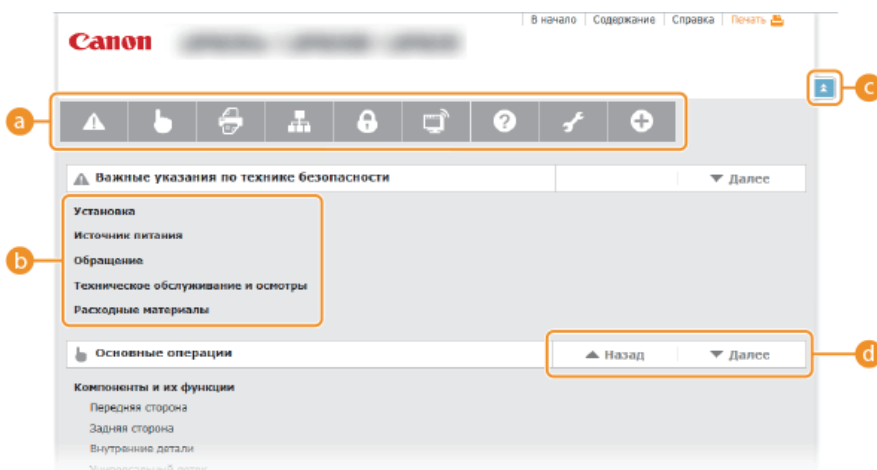 В начало Содержание Справка Печать
Canon
c
a
Важные указания по технике безопасности Далее
Установка
Источник питания
b
Обращение
Техническое обслуживание и осмотры
Расходные материалы
Основные операции Назад Далее
d
Компоненты и их функции
Передняя сторона
Задняя сторона
Внутренние детали